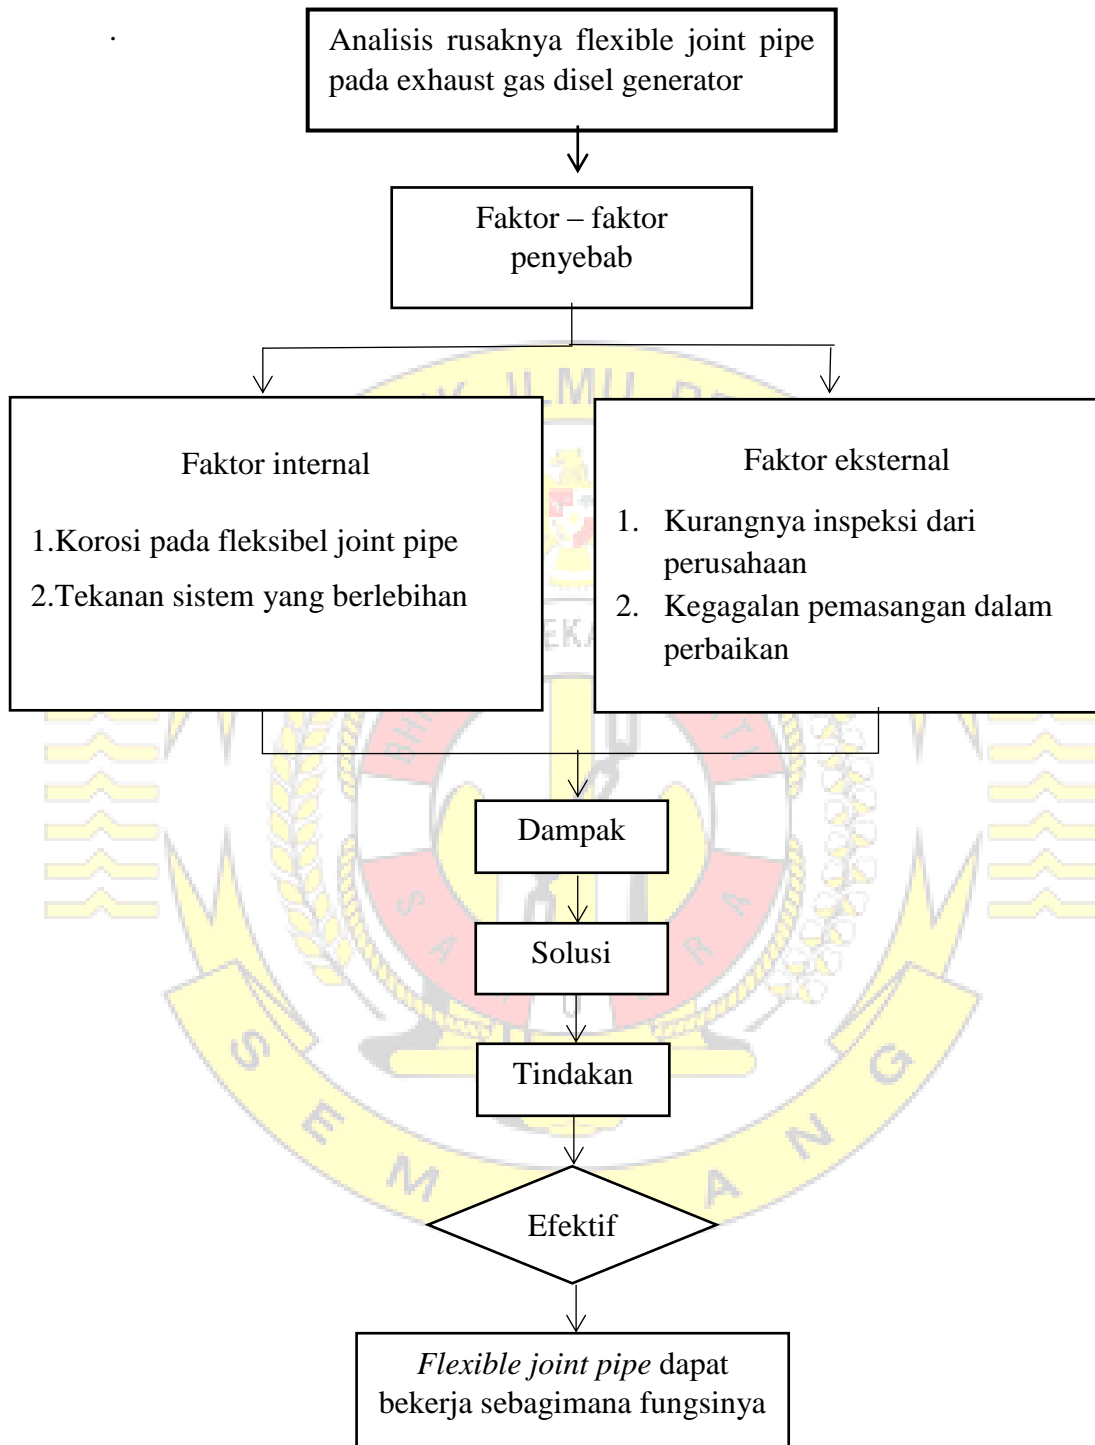 .
Analisis rusaknya flexible joint pipe
pada exhaust gas disel generator
Faktor – faktor
penyebab
Faktor internal
1.Korosi pada fleksibel joint pipe
2.Tekanan sistem yang berlebihan
Faktor eksternal
1. Kurangnya inspeksi dari
perusahaan
2. Kegagalan pemasangan dalam
perbaikan
Dampak
Solusi
Tindakan
Efektif
Flexible joint pipe dapat
bekerja sebagimana fungsinya
ILMU